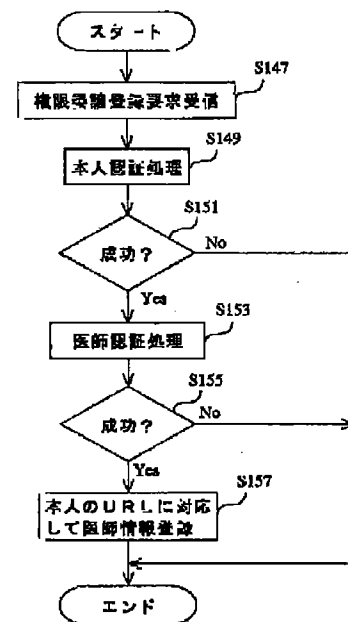 スタート
S147
権限委譲登録要求受信
S149
本人認証処理
S151
成功？
No
Yes
S153
医師認証処理
S155
成功？
No
Yes
S157
本人のURLに対応
して医師情報登録
エンド